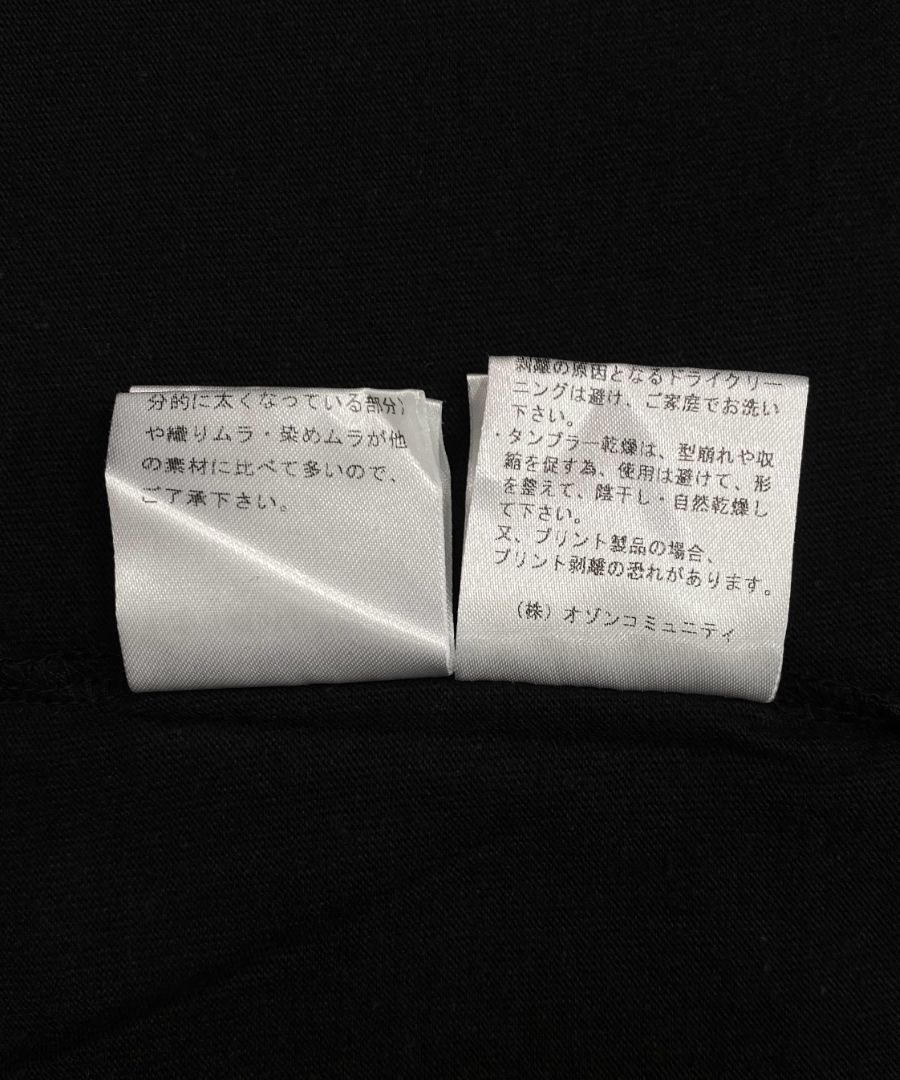 分的に太くなっている部分）
や織りムラ・染めムラが他
の素材に比べて多いので、
ご了承下さい。
剥離の原因となるドライクリー
ニングは避け、ご家庭でお洗い
下さい。
・タンブラー乾燥は、型崩れや収
縮を促す為、使用は避けて、形
を整えて、陰干し・自然乾燥し
て下さい。
又、プリント製品の場合、
プリント剥離の恐れがあります。
（株）オゾンコミュニティ